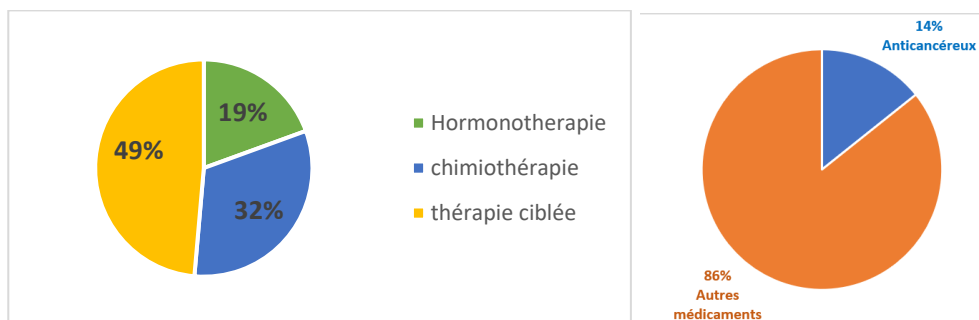 19%
49%
32%
Hormonotherapie
chimiothérapie
thérapie ciblée
14%
Anticancéreux
86%
Autres
médicaments